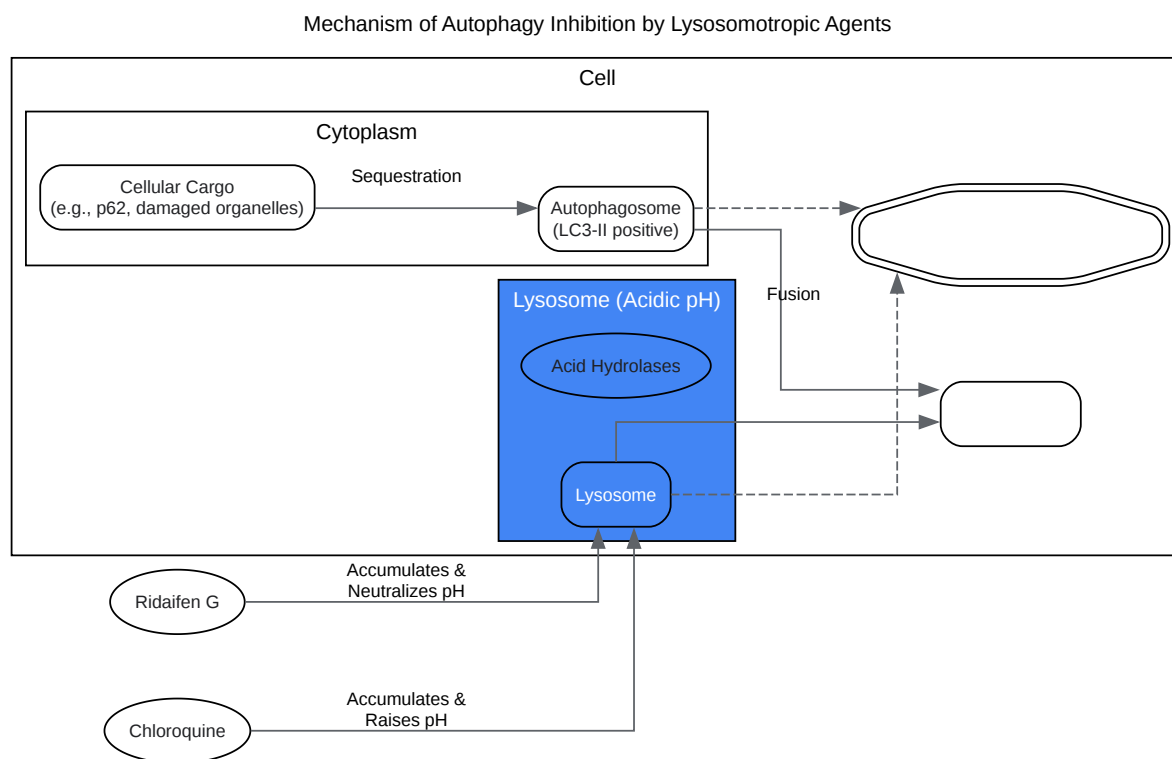 Mechanism of Autophagy Inhibition by Lysosomotropic Agents
Cell
Cytoplasm
Cellular Cargo
(e.g., p62, damaged organelles)
Sequestration
Autophagosome
(LC3-II positive)
Fusion
Lysosome (Acidic pH)
Acid Hydrolases
Lysosome
Accumulates &
Neutralizes pH
Ridaifen G
Accumulates &
Raises pH
Chloroquine